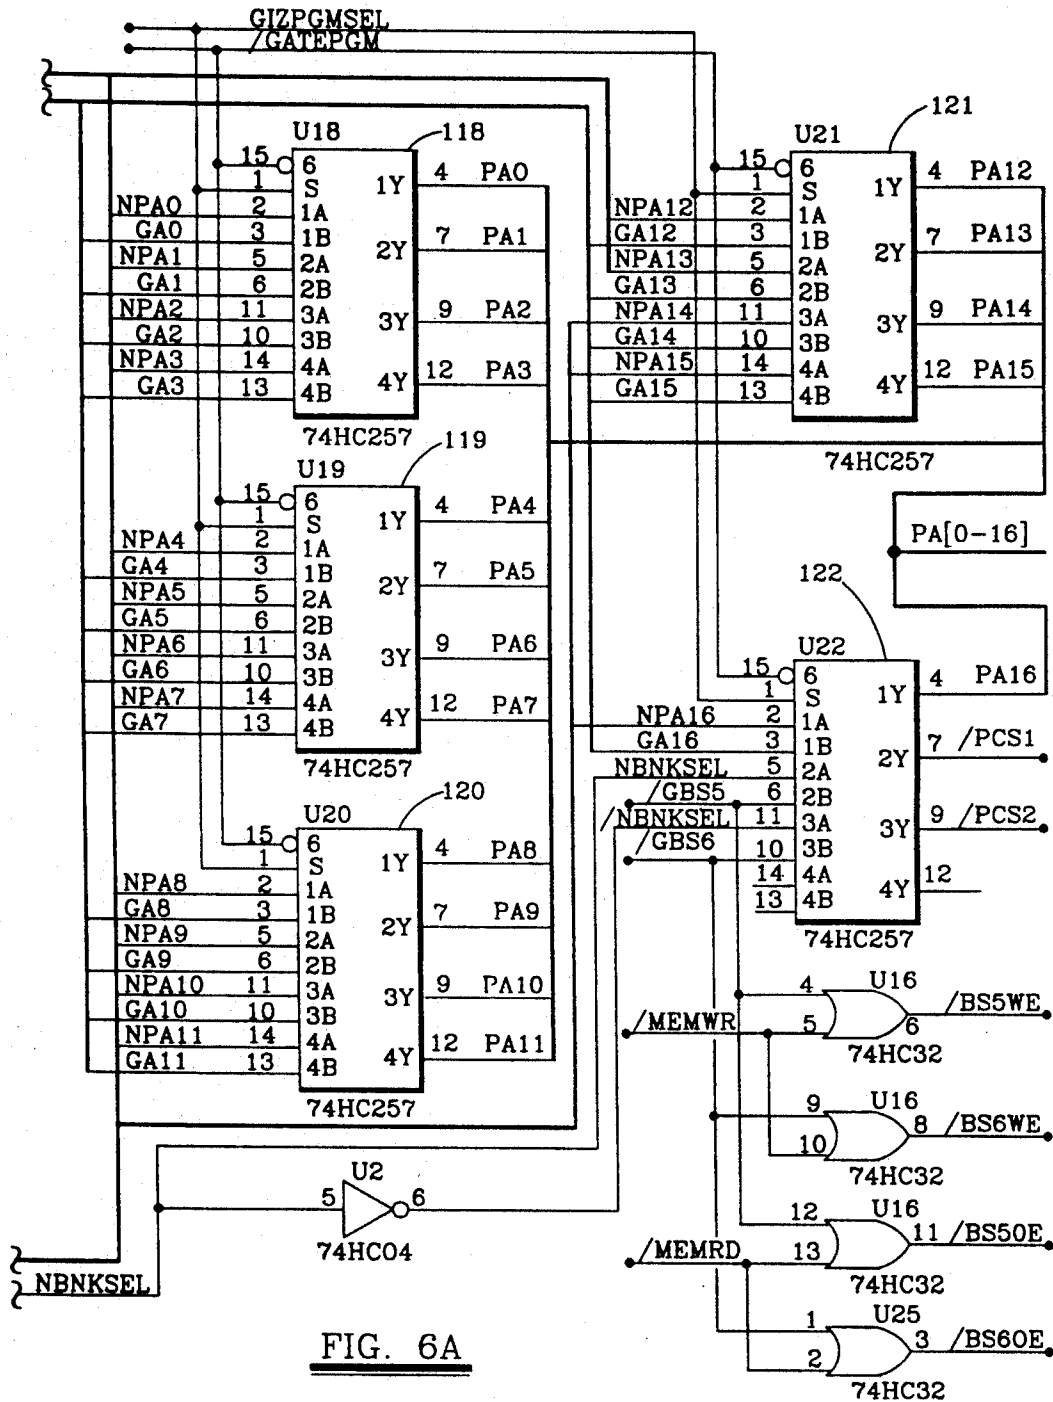 GIZPGMSEL
/GATEPGM
U18
118
15 6
1 S
NPA0 2 1A
GA0 3 1B
NPA1 5 2A
GA1 6 2B
NPA2 11 3A
GA2 10 3B
NPA3 14 4A
GA3 13 4B
1Y 4 PA0
2Y 7 PA1
3Y 9 PA2
4Y 12 PA3
74HC257
U19
119
15 6
1 S
NPA4 2 1A
GA4 3 1B
NPA5 5 2A
GA5 6 2B
NPA6 11 3A
GA6 10 3B
NPA7 14 4A
GA7 13 4B
1Y 4 PA4
2Y 7 PA5
3Y 9 PA6
4Y 12 PA7
74HC257
U20
120
15 6
1 S
NPA8 2 1A
GA8 3 1B
NPA9 5 2A
GA9 6 2B
NPA10 11 3A
GA10 10 3B
NPA11 14 4A
GA11 13 4B
1Y 4 PA8
2Y 7 PA9
3Y 9 PA10
4Y 12 PA11
74HC257
U21
121
15 6
1 S
NPA12 2 1A
GA12 3 1B
NPA13 5 2A
GA13 6 2B
NPA14 11 3A
GA14 10 3B
NPA15 14 4A
GA15 13 4B
1Y 4 PA12
2Y 7 PA13
3Y 9 PA14
4Y 12 PA15
74HC257
PA[0-16]
122
U22
15 6
1 S
NPA16 2 1A
GA16 3 1B
NBNKSEL 5 2A
/GBS5 6 2B
/NBNKSEL 11 3A
/GBS6 10 3B
14 4A
13 4B
1Y 4 PA16
2Y 7 /PCS1
3Y 9 /PCS2
4Y 12
74HC257
U16
4
/MEMWR 5
6 /BS5WE
74HC32
U16
9
10
8 /BS6WE
74HC32
U16
12
/MEMRD 13
11 /BS5OE
74HC32
U25
1
2
3 /BS6OE
74HC32
U2
5 6
74HC04
NBNKSEL
FIG. 6A